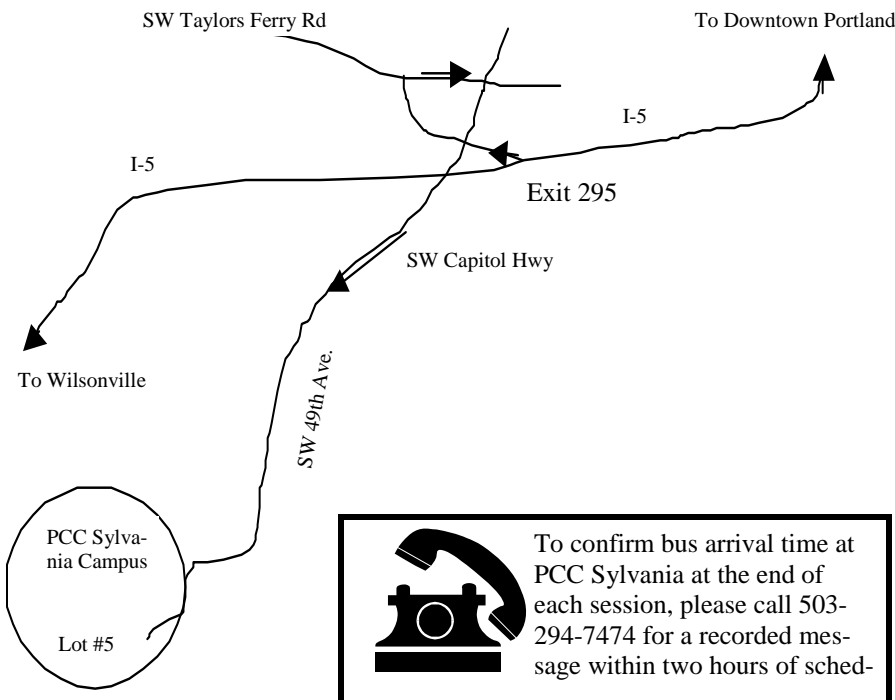 SW Taylors Ferry Rd
To Downtown Portland
I-5
I-5
Exit 295
SW Capitol Hwy
To Wilsonville
SW 49th Ave.
PCC Sylva-
nia Campus
Lot #5
To confirm bus arrival time at
PCC Sylvania at the end of
each session, please call 503-
294-7474 for a recorded mes-
sage within two hours of sched-